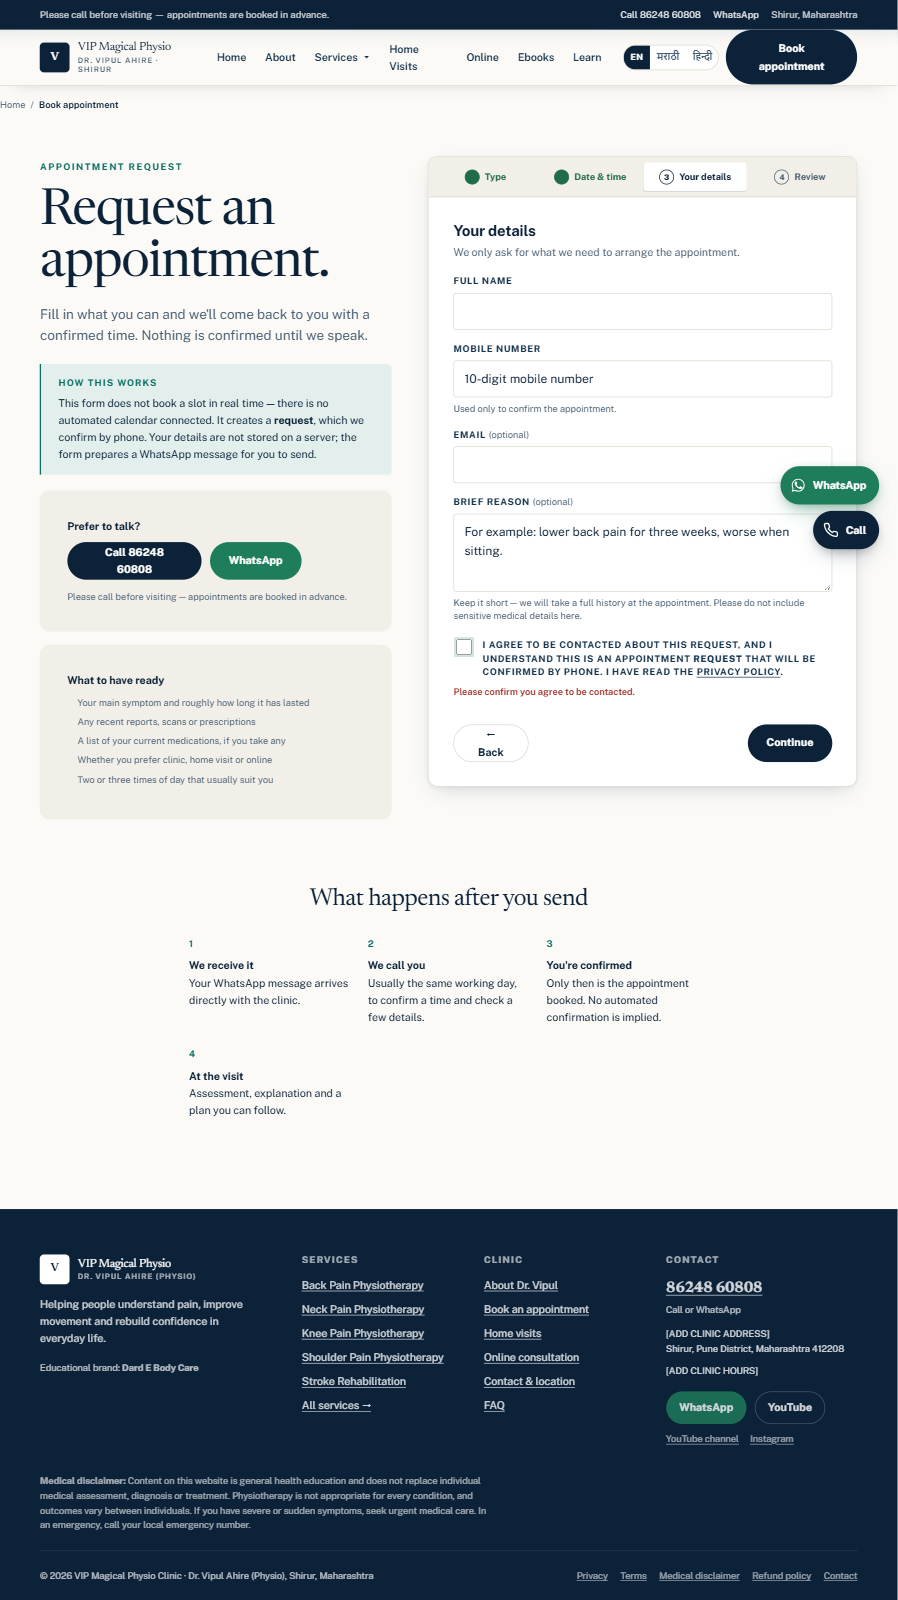 Please call before visiting — appointments are booked in advance.
Call 86248 60808 WhatsApp Shirur, Maharashtra
V
VIP Magical Physio
DR. VIPUL AHIRE ·
SHIRUR
Home About Services Home
Visits Online Ebooks Learn
EN मराठी हिन्दी
Book
appointment
Home / Book appointment
APPOINTMENT REQUEST
Request an
appointment.
Fill in what you can and we'll come back to you with a
confirmed time. Nothing is confirmed until we speak.
HOW THIS WORKS
This form does not book a slot in real time — there is no
automated calendar connected. It creates a request, which we
confirm by phone. Your details are not stored on a server; the
form prepares a WhatsApp message for you to send.
Prefer to talk?
Call 86248
60808
WhatsApp
Please call before visiting — appointments are booked in advance.
What to have ready
Your main symptom and roughly how long it has lasted
Any recent reports, scans or prescriptions
A list of your current medications, if you take any
Whether you prefer clinic, home visit or online
Two or three times of day that usually suit you
Type Date & time 3 Your details 4 Review
Your details
We only ask for what we need to arrange the appointment.
FULL NAME
MOBILE NUMBER
10-digit mobile number
Used only to confirm the appointment.
EMAIL (optional)
BRIEF REASON (optional)
For example: lower back pain for three weeks, worse when
sitting.
Keep it short — we will take a full history at the appointment. Please do not include
sensitive medical details here.
I AGREE TO BE CONTACTED ABOUT THIS REQUEST, AND I
UNDERSTAND THIS IS AN APPOINTMENT REQUEST THAT WILL BE
CONFIRMED BY PHONE. I HAVE READ THE PRIVACY POLICY.
Please confirm you agree to be contacted.
←
Back
Continue
WhatsApp
Call
What happens after you send
1
We receive it
Your WhatsApp message arrives
directly with the clinic.
2
We call you
Usually the same working day,
to confirm a time and check a
few details.
3
You're confirmed
Only then is the appointment
booked. No automated
confirmation is implied.
4
At the visit
Assessment, explanation and a
plan you can follow.
V
VIP Magical Physio
DR. VIPUL AHIRE (PHYSIO)
Helping people understand pain, improve
movement and rebuild confidence in
everyday life.
Educational brand: Dard E Body Care
SERVICES
Back Pain Physiotherapy
Neck Pain Physiotherapy
Knee Pain Physiotherapy
Shoulder Pain Physiotherapy
Stroke Rehabilitation
All services →
CLINIC
About Dr. Vipul
Book an appointment
Home visits
Online consultation
Contact & location
FAQ
CONTACT
86248 60808
Call or WhatsApp
[ADD CLINIC ADDRESS]
Shirur, Pune District, Maharashtra 412208
[ADD CLINIC HOURS]
WhatsApp YouTube
YouTube channel Instagram
Medical disclaimer: Content on this website is general health education and does not replace individual
medical assessment, diagnosis or treatment. Physiotherapy is not appropriate for every condition, and
outcomes vary between individuals. If you have severe or sudden symptoms, seek urgent medical care. In
an emergency, call your local emergency number.
© 2026 VIP Magical Physio Clinic · Dr. Vipul Ahire (Physio), Shirur, Maharashtra
Privacy Terms Medical disclaimer Refund policy Contact